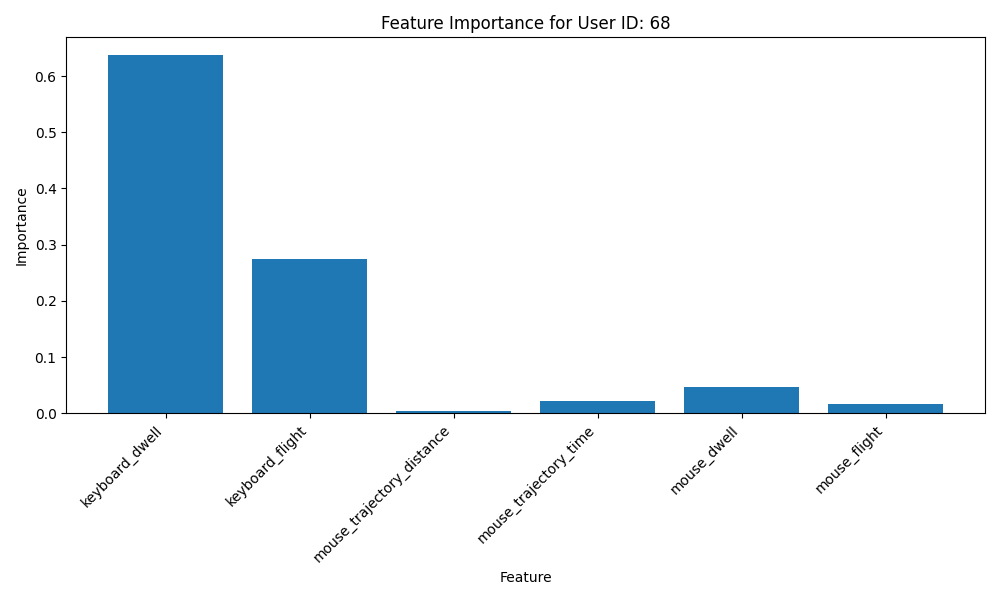 Feature Importance for User ID: 68
Importance
0.6
0.5
0.4
0.3
0.2
0.1
0.0
keyboard_dwell
keyboard_flight
mouse_trajectory_distance
mouse_trajectory_time
mouse_dwell
mouse_flight
Feature